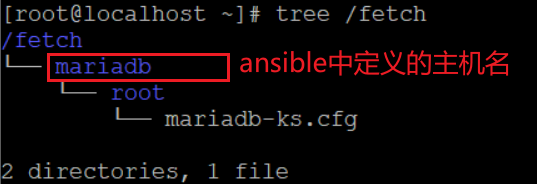 [root@localhost ~]# tree /fetch
/fetch
└── mariadb ansible中定义的主机名
    └── root
        └── mariadb-ks.cfg
2 directories, 1 file